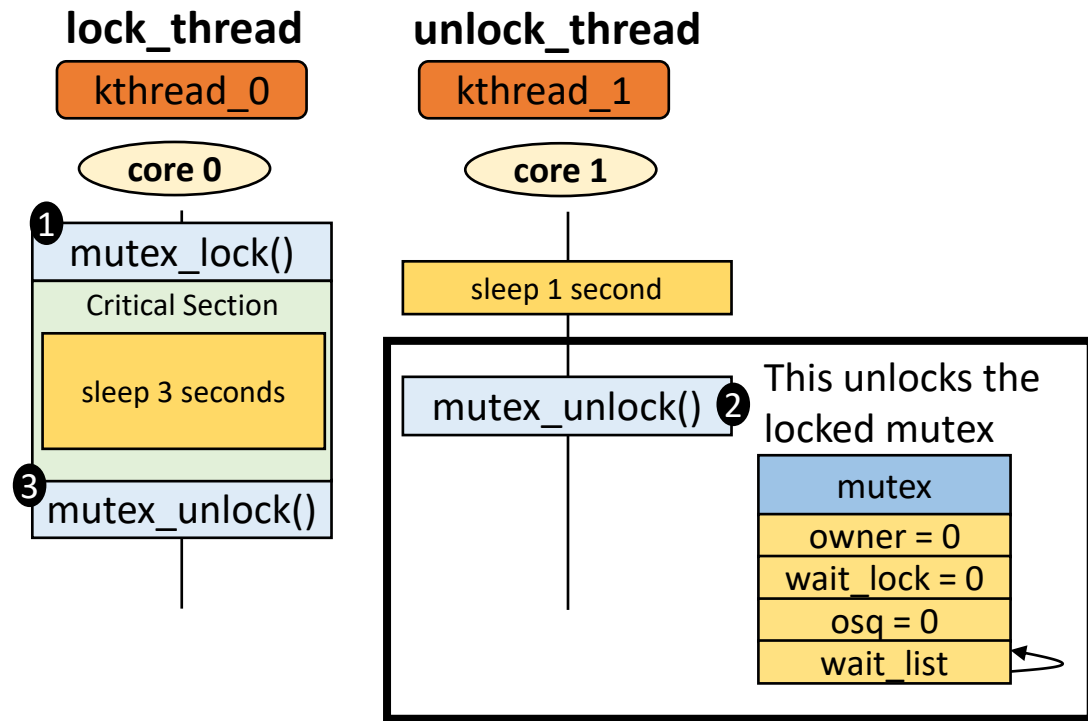 lock_thread
kthread_0
core 0
1
mutex_lock()
Critical Section
sleep 3 seconds
3
mutex_unlock()
unlock_thread
kthread_1
core 1
sleep 1 second
mutex_unlock()
2
This unlocks the
locked mutex
mutex
owner = 0
wait_lock = 0
osq = 0
wait_list